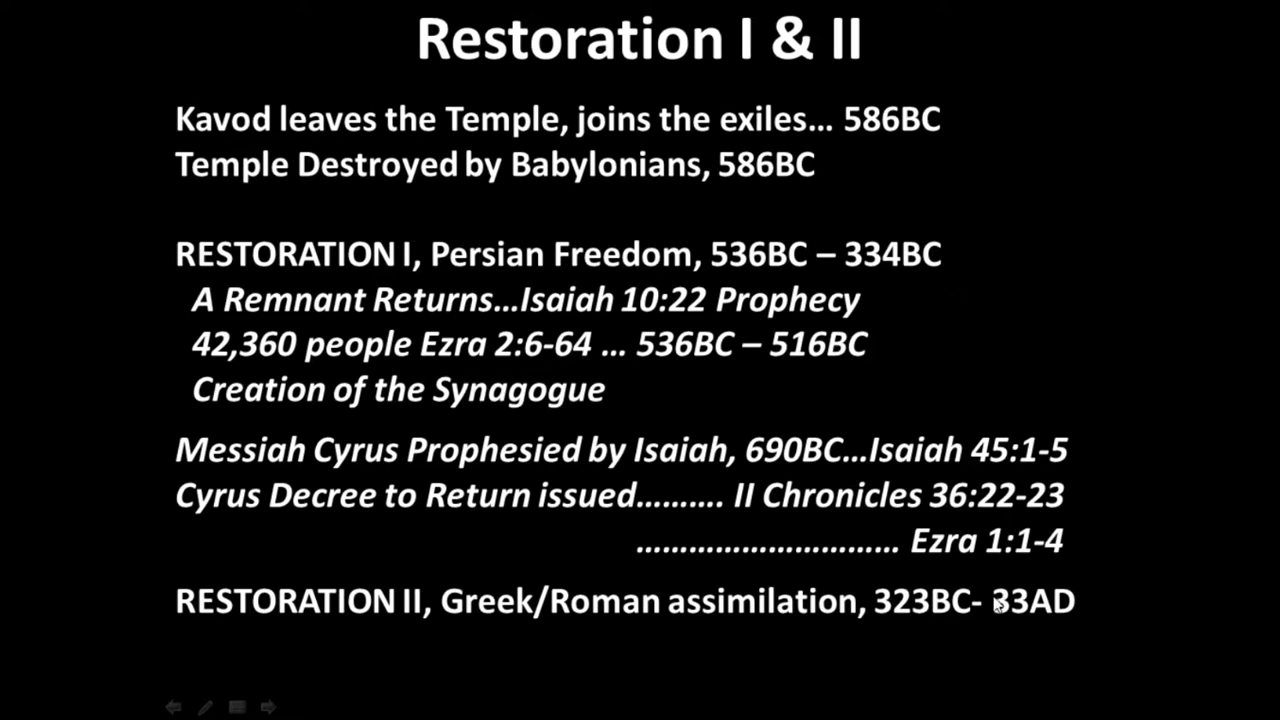 Restoration I & II
Kavod leaves the Temple, joins the exiles… 586BC
Temple Destroyed by Babylonians, 586BC
RESTORATION I, Persian Freedom, 536BC – 334BC
A Remnant Returns…Isaiah 10:22 Prophecy
42,360 people Ezra 2:6-64 … 536BC – 516BC
Creation of the Synagogue
Messiah Cyrus Prophesied by Isaiah, 690BC…Isaiah 45:1-5
Cyrus Decree to Return issued………. II Chronicles 36:22-23
………………………… Ezra 1:1-4
RESTORATION II, Greek/Roman assimilation, 323BC- 33AD